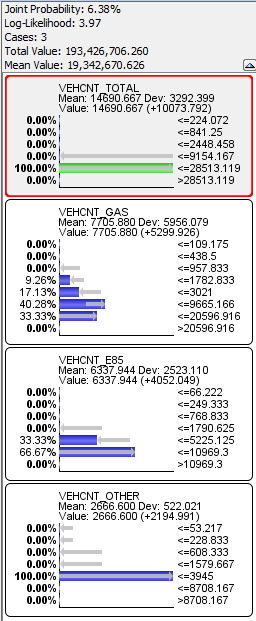 Joint Probability: 6.38%
Log-Likelihood: 3.97
Cases: 3
Total Value: 193,426,706.260
Mean Value: 19,342,670.626
VEHCNT_TOTAL
Mean: 14690.667 Dev: 3292.399
Value: 14690.667 (+10073.792)
0.00% <=224.072
0.00% <=841.25
0.00% <=2448.458
0.00% <=9154.167
100.00% <=28513.119
0.00% >28513.119
VEHCNT_GAS
Mean: 7705.880 Dev: 5956.079
Value: 7705.880 (+5299.926)
0.00% <=109.175
0.00% <=438.5
0.00% <=957.833
9.26% <=1782.833
17.13% <=3021
40.28% <=9665.166
33.33% <=20596.916
0.00% >20596.916
VEHCNT_E85
Mean: 6337.944 Dev: 2523.110
Value: 6337.944 (+4052.049)
0.00% <=66.222
0.00% <=249.333
0.00% <=768.833
0.00% <=1790.625
33.33% <=5225.125
66.67% <=10969.3
0.00% >10969.3
VEHCNT_OTHER
Mean: 2666.600 Dev: 522.021
Value: 2666.600 (+2194.991)
0.00% <=53.217
0.00% <=228.833
0.00% <=608.333
0.00% <=1579.667
100.00% <=3945
0.00% <=8708.167
0.00% >8708.167